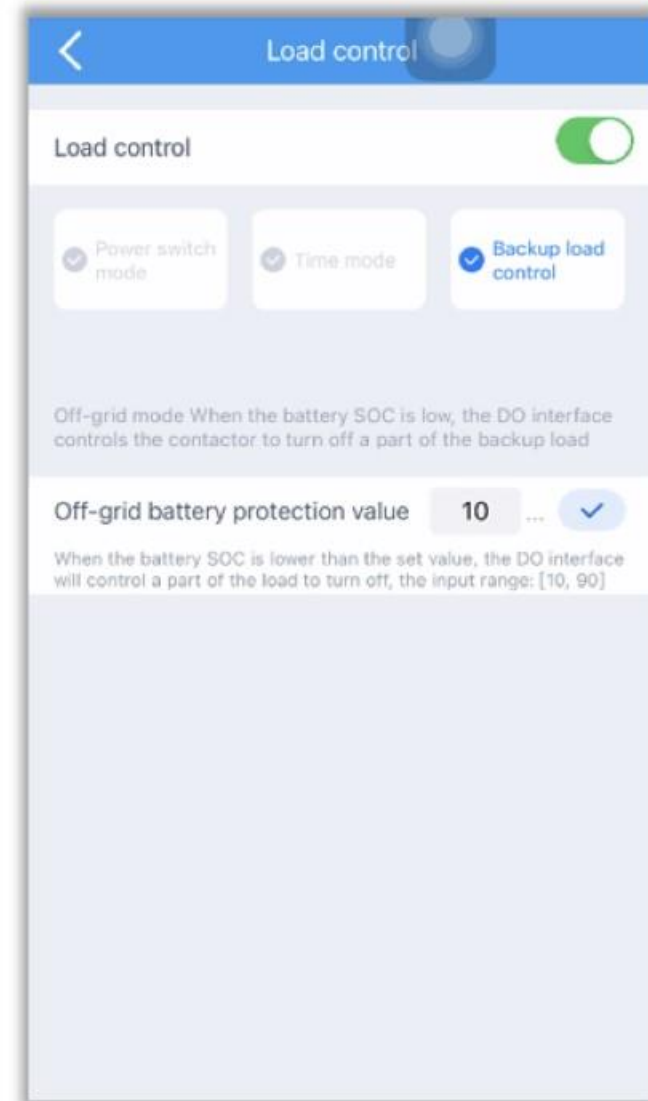 Load control
Load control
Power switch
mode
Time mode
Backup load
control
Off-grid mode When the battery SOC is low, the DO interface
controls the contactor to turn off a part of the backup load
Off-grid battery protection value 10 ...
When the battery SOC is lower than the set value, the DO interface
will control a part of the load to turn off, the input range: [10, 90]